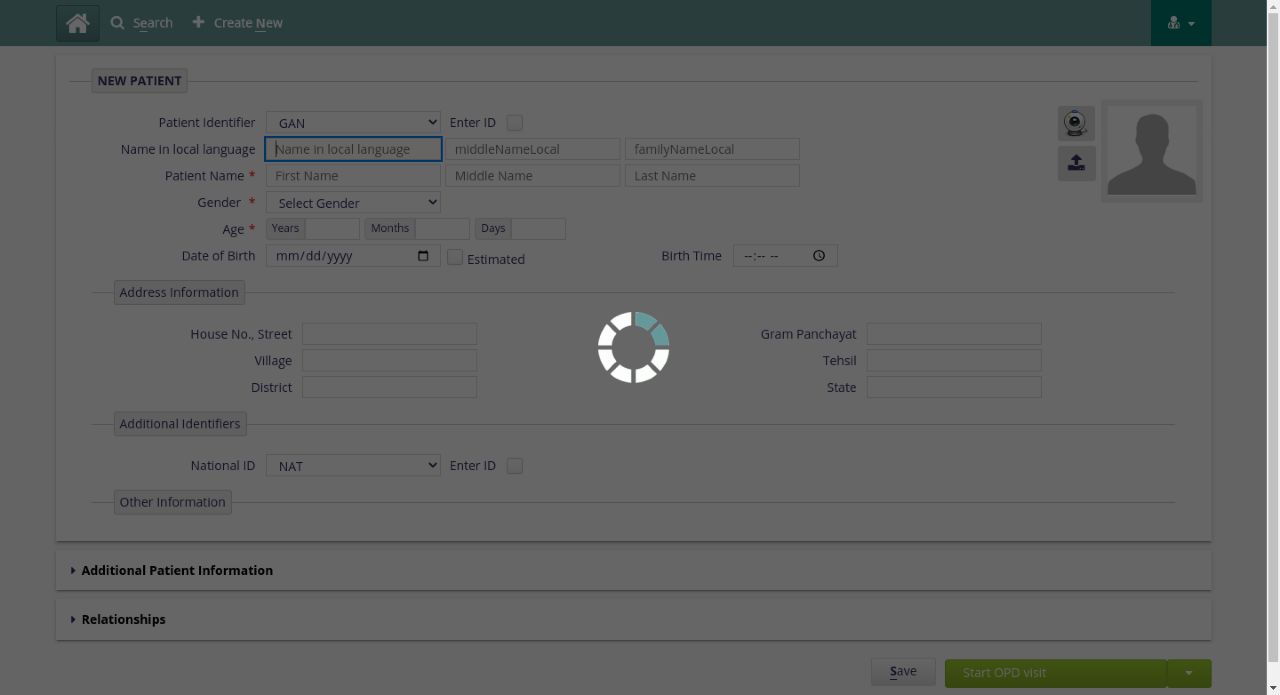 Search Create New
NEW PATIENT
Patient Identifier GAN Enter ID
Name in local language Name in local language middleNameLocal familyNameLocal
Patient Name * First Name Middle Name Last Name
Gender * Select Gender
Age * Years Months Days
Date of Birth mm/dd/yyyy Estimated Birth Time --:-- --
Address Information
House No., Street Gram Panchayat
Village Tehsil
District State
Additional Identifiers
National ID NAT Enter ID
Other Information
Additional Patient Information
Relationships
Save Start OPD visit